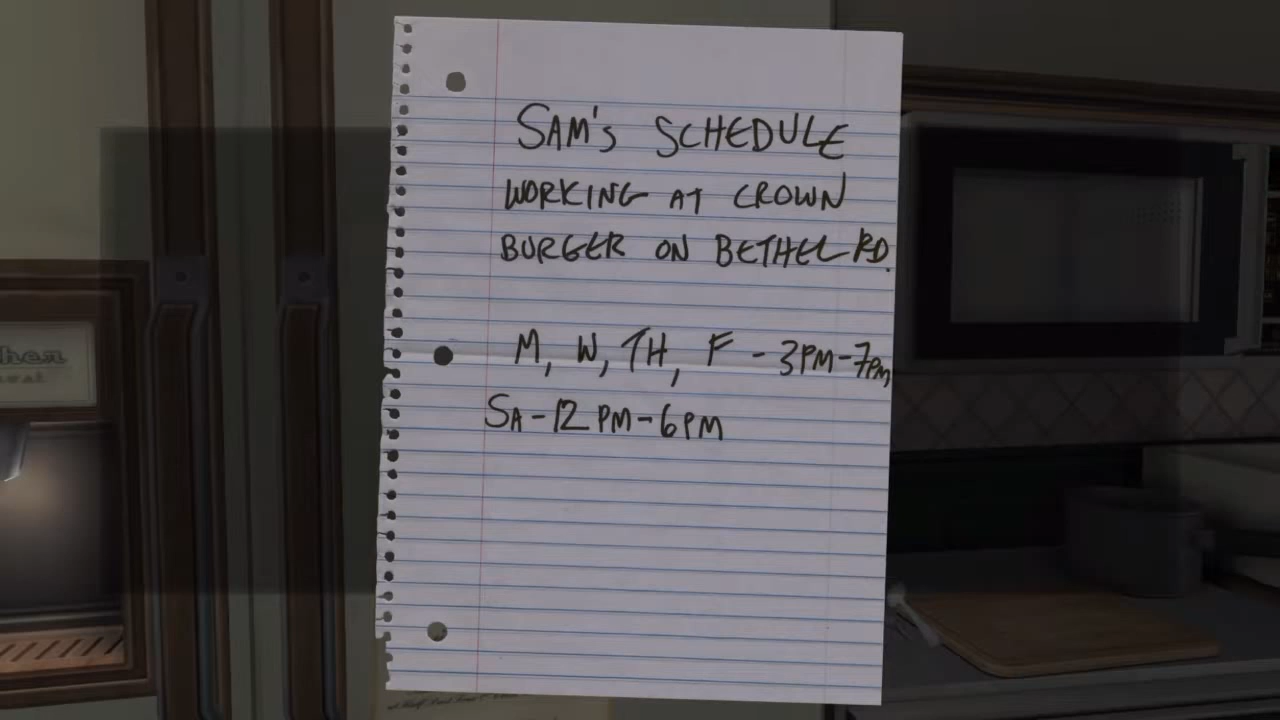 SAM'S SCHEDULE
WORKING AT CROWN
BURGER ON BETHEL RD.
M, W, TH, F - 3PM-7PM
SA-12 PM-6PM